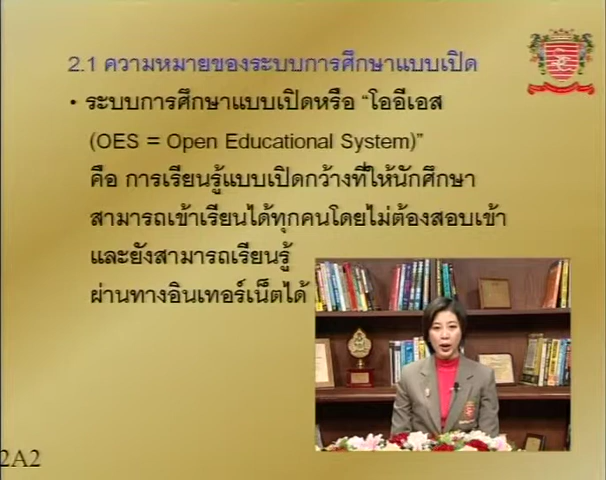 2.1 ความหมายของระบบการศึกษาแบบเปิด
• ระบบการศึกษาแบบเปิดหรือ “โออีเอส
(OES = Open Educational System)”
คือ การเรียนรู้แบบเปิดกว้างที่ให้นักศึกษา
สามารถเข้าเรียนได้ทุกคนโดยไม่ต้องสอบเข้า
และยังสามารถเรียนรู้
ผ่านทางอินเทอร์เน็ตได้
2A2